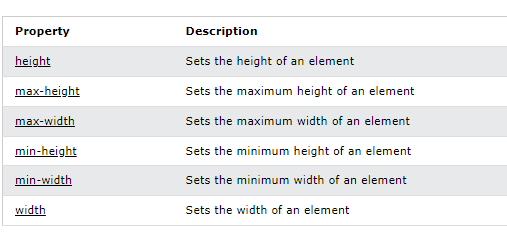 Property Description
height Sets the height of an element
max-height Sets the maximum height of an element
max-width Sets the maximum width of an element
min-height Sets the minimum height of an element
min-width Sets the minimum width of an element
width Sets the width of an element